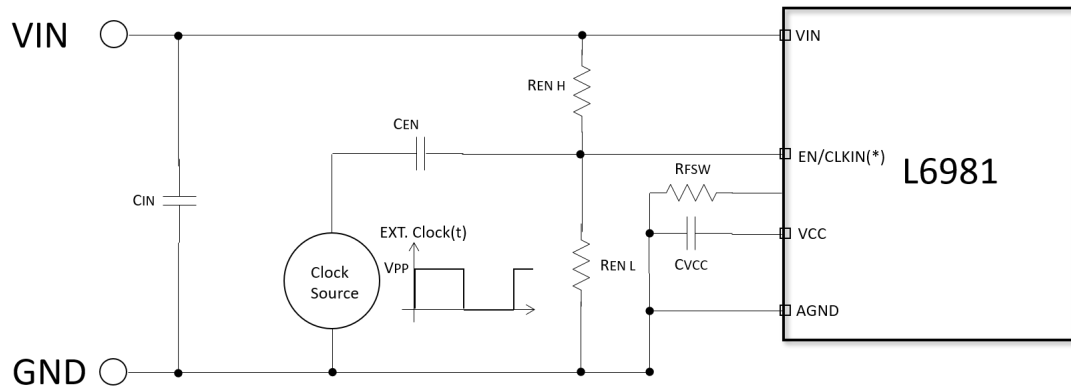 VIN
VIN
REN H
CEN
EN/CLKIN(*)
L6981
RFSW
CIN
EXT. Clock(t)
VCC
VPP
REN L
CVCC
Clock
Source
AGND
GND